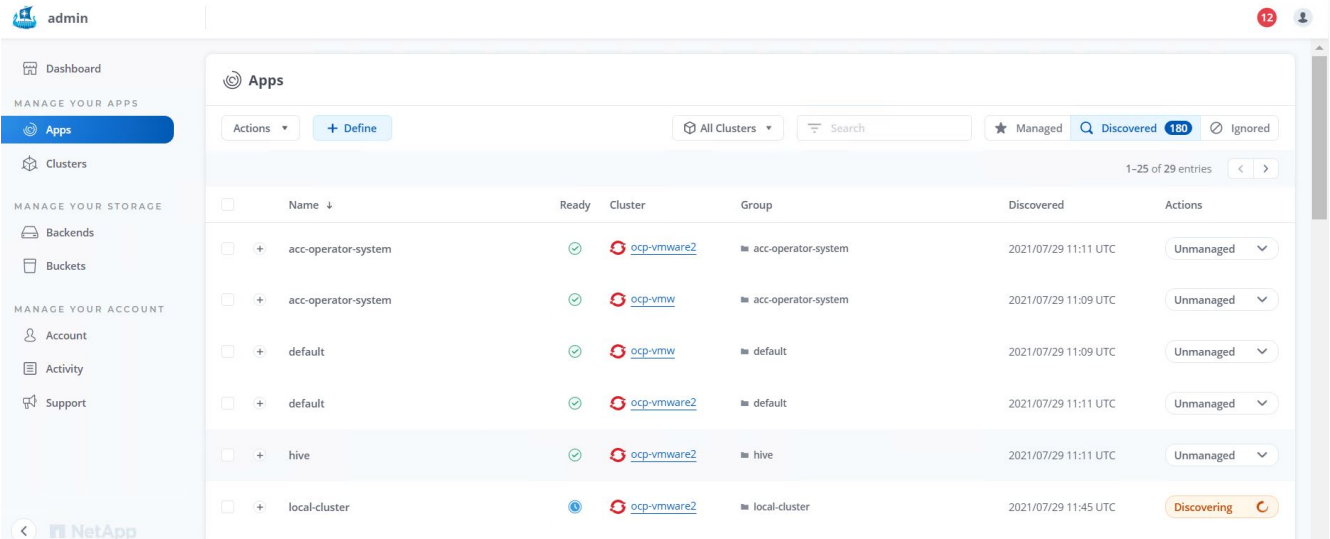 admin
12
Dashboard
MANAGE YOUR APPS
Apps
Clusters
MANAGE YOUR STORAGE
Backends
Buckets
MANAGE YOUR ACCOUNT
Account
Activity
Support
NetApp
Apps
Actions + Define All Clusters Search Managed Discovered 180 Ignored
1–25 of 29 entries < >
Name ↓ Ready Cluster Group Discovered Actions
+ acc-operator-system ocp-vmware2 acc-operator-system 2021/07/29 11:11 UTC Unmanaged
+ acc-operator-system ocp-vmw acc-operator-system 2021/07/29 11:09 UTC Unmanaged
+ default ocp-vmw default 2021/07/29 11:09 UTC Unmanaged
+ default ocp-vmware2 default 2021/07/29 11:11 UTC Unmanaged
+ hive ocp-vmware2 hive 2021/07/29 11:11 UTC Unmanaged
+ local-cluster ocp-vmware2 local-cluster 2021/07/29 11:45 UTC Discovering